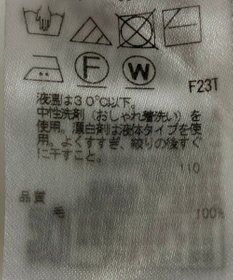 F
W
F23T
液温は30℃以下。
中性洗剤（おしゃれ着洗い）を
使用。漂白剤は液体タイプを使
用。よくすすぎ、絞りの後すぐ
に干すこと。
110
品質
毛 100%